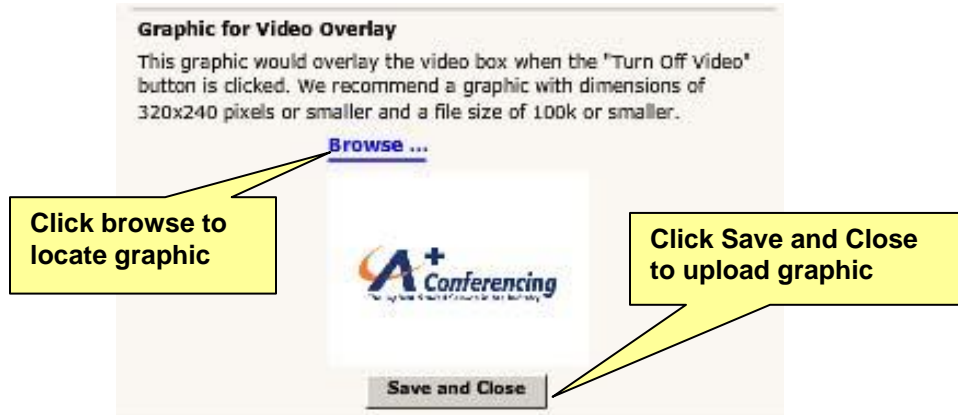 Graphic for Video Overlay
This graphic would overlay the video box when the "Turn Off Video"
button is clicked. We recommend a graphic with dimensions of
320x240 pixels or smaller and a file size of 100k or smaller.
Browse ...
Click browse to
locate graphic
A+
Conferencing
Click Save and Close
to upload graphic
Save and Close